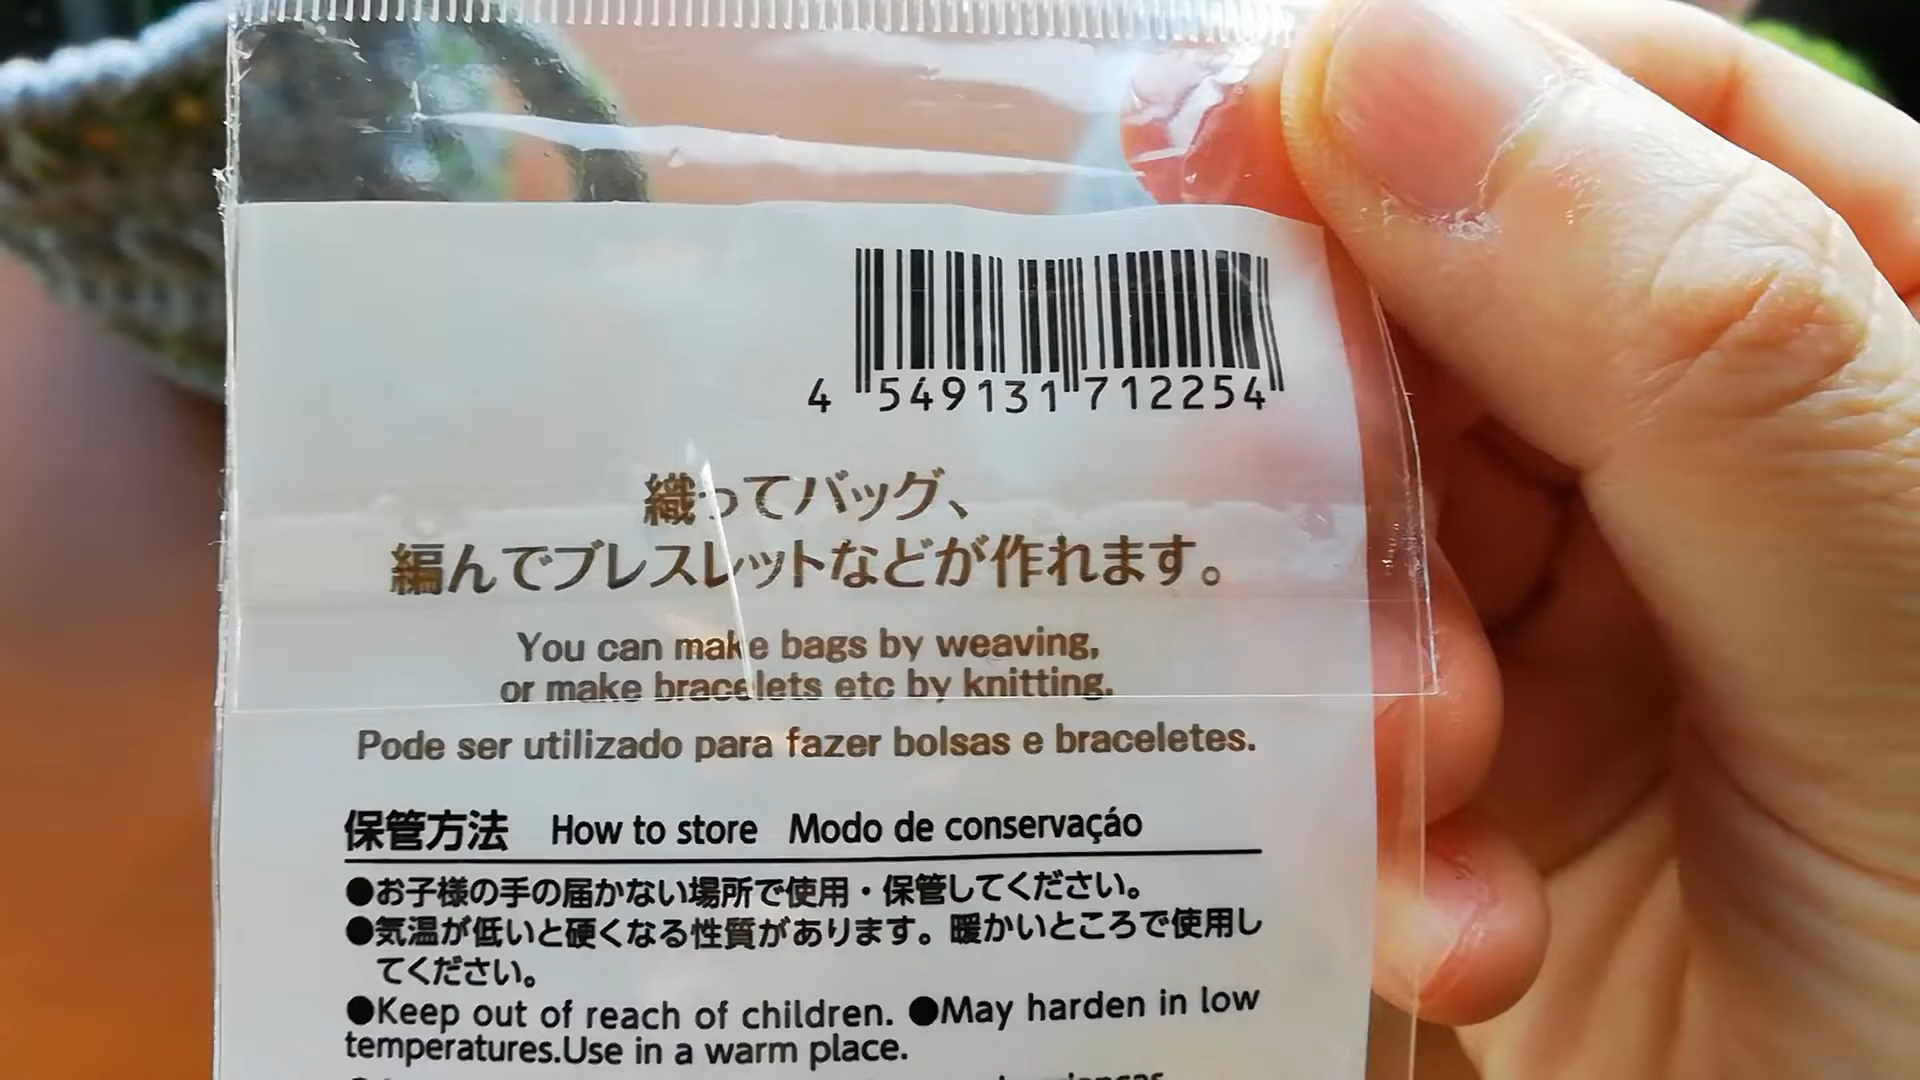 4 549131 712254
織ってバッグ、
編んでブレスレットなどが作れます。
You can make bags by weaving,
or make bracelets etc by knitting.
Pode ser utilizado para fazer bolsas e braceletes.
保管方法 How to store Modo de conservaçáo
●お子様の手の届かない場所で使用・保管してください。
●気温が低いと硬くなる性質があります。暖かいところで使用し
てください。
●Keep out of reach of children. ●May harden in low
temperatures.Use in a warm place.